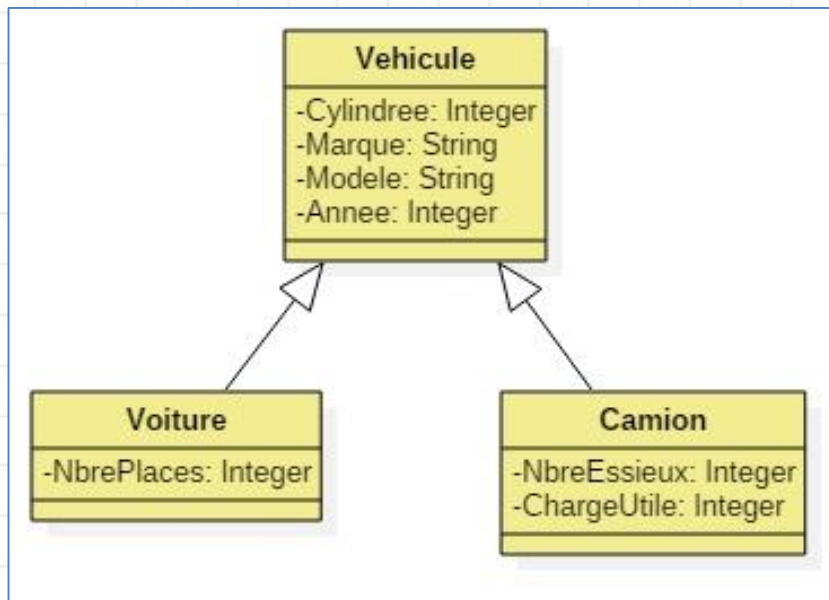 Vehicule
-Cylindree: Integer
-Marque: String
-Modele: String
-Annee: Integer
Voiture
-NbrePlaces: Integer
Camion
-NbreEssieux: Integer
-ChargeUtile: Integer